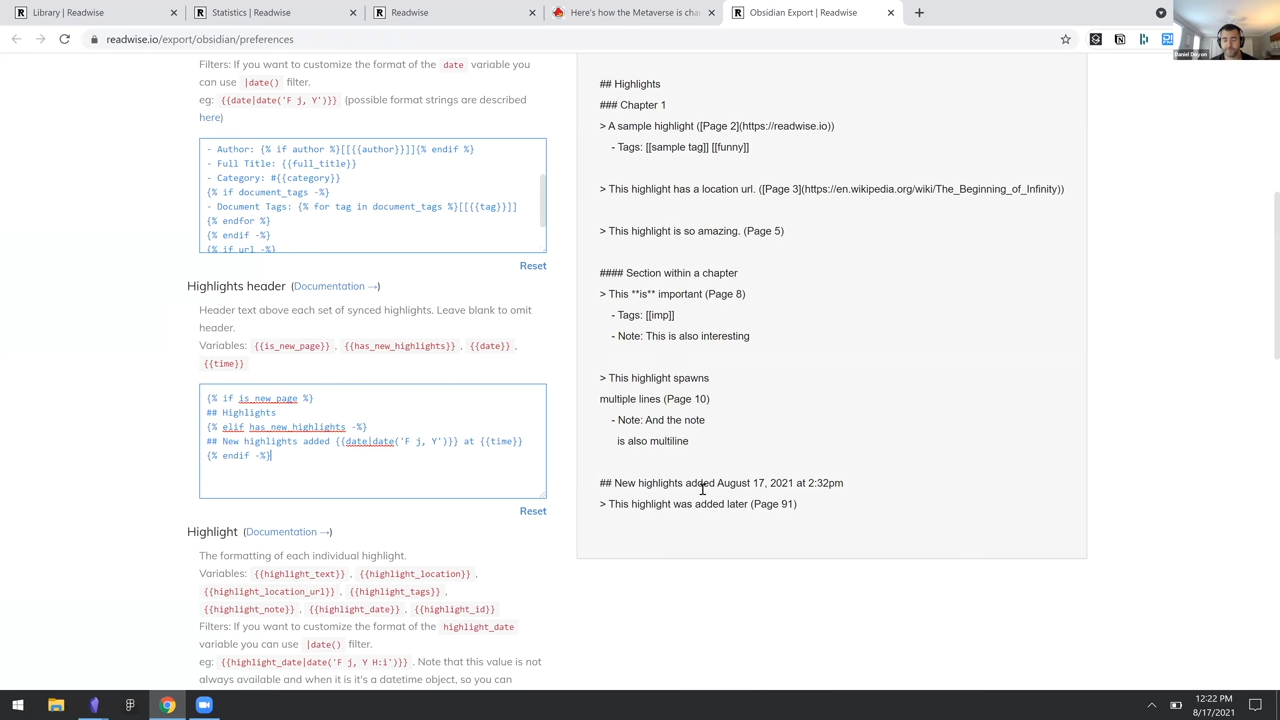 Library | Readwise
Statistics | Readwise
Readwise
Here's how the Metaverse is cha
Obsidian Export | Readwise
readwise.io/export/obsidian/preferences
Daniel Doyon
Filters: If you want to customize the format of the date variable you
can use |date() filter.
eg: {{date|date('F j, Y')}} (possible format strings are described
here)
- Author: {% if author %}[[{{author}}]]{% endif %}
- Full Title: {{full_title}}
- Category: #{{category}}
{% if document_tags -%}
- Document Tags: {% for tag in document_tags %}[[{{tag}}]]
{% endfor %}
{% endif -%}
{% if url -%}
Reset
Highlights header (Documentation →)
Header text above each set of synced highlights. Leave blank to omit
header.
Variables: {{is_new_page}} , {{has_new_highlights}} , {{date}} ,
{{time}}
{% if is_new_page %}
## Highlights
{% elif has_new_highlights -%}
## New highlights added {{date|date('F j, Y')}} at {{time}}
{% endif -%}
Reset
Highlight (Documentation →)
The formatting of each individual highlight.
Variables: {{highlight_text}} , {{highlight_location}} ,
{{highlight_location_url}} , {{highlight_tags}} ,
{{highlight_note}} , {{highlight_date}} , {{highlight_id}}
Filters: If you want to customize the format of the highlight_date
variable you can use |date() filter.
eg: {{highlight_date|date('F j, Y H:i')}} . Note that this value is not
always available and when it is it's a datetime object, so you can
## Highlights
### Chapter 1
> A sample highlight ([Page 2](https://readwise.io))
- Tags: [[sample tag]] [[funny]]
> This highlight has a location url. ([Page 3](https://en.wikipedia.org/wiki/The_Beginning_of_Infinity))
> This highlight is so amazing. (Page 5)
#### Section within a chapter
> This **is** important (Page 8)
- Tags: [[imp]]
- Note: This is also interesting
> This highlight spawns
multiple lines (Page 10)
- Note: And the note
is also multiline
## New highlights added August 17, 2021 at 2:32pm
> This highlight was added later (Page 91)
12:22 PM
8/17/2021